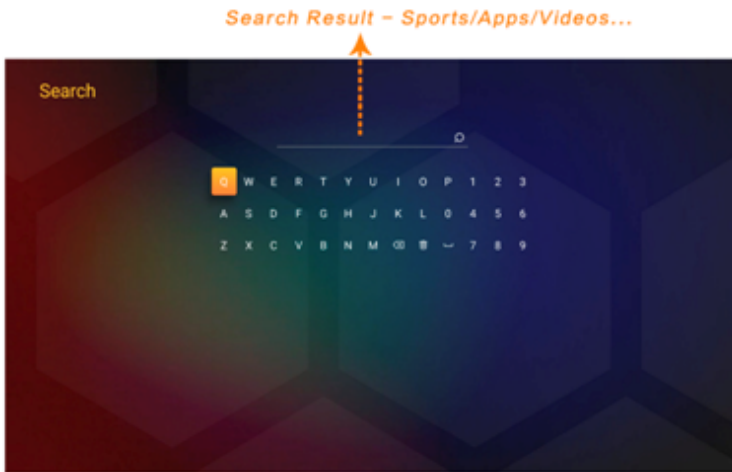 Search Result – Sports/Apps/Videos...
Search
Q W E R T Y U I O P 1 2 3
A S D F G H J K L 0 4 5 6
Z X C V B N M 7 8 9